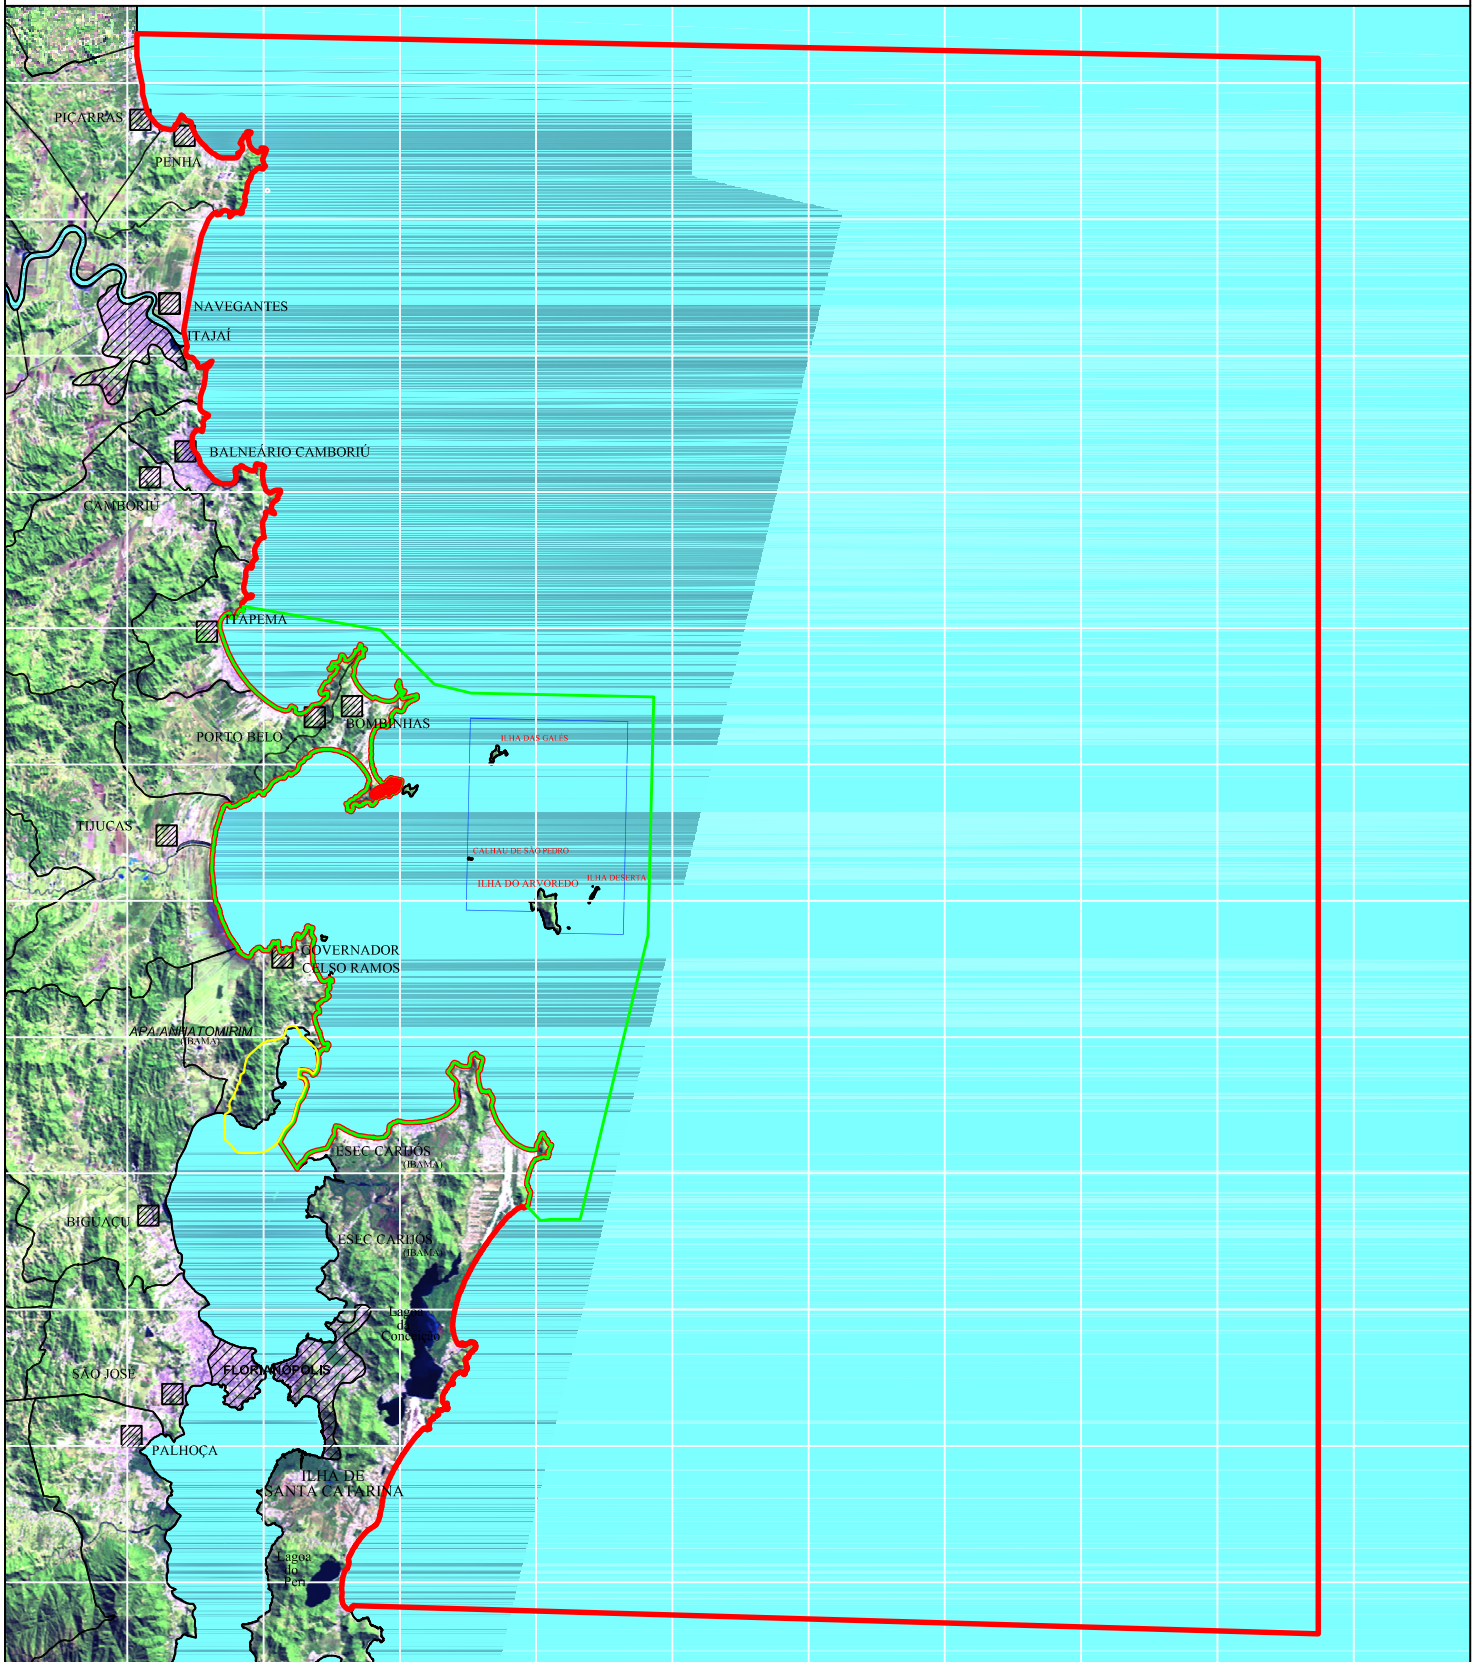 PIÇARRAS
PENHA
NAVEGANTES
ITAJAÍ
BALNEÁRIO CAMBORIÚ
CAMBORIÚ
ITAPEMA
BOMBINHAS
PORTO BELO
ILHA DAS GALÉS
TIJUCAS
CALHAU DE SÃO PEDRO
ILHA DO ARVOREDO
ILHA DESERTA
GOVERNADOR
CELSO RAMOS
APA ANHATOMIRIM
(IBAMA)
ESEC CARIJÓS
(IBAMA)
BIGUAÇU
ESEC CARIJÓS
(IBAMA)
Lagoa
da
Conceição
FLORIANÓPOLIS
SÃO JOSÉ
PALHOÇA
ILHA DE
SANTA CATARINA
Lagoa
do
Peri